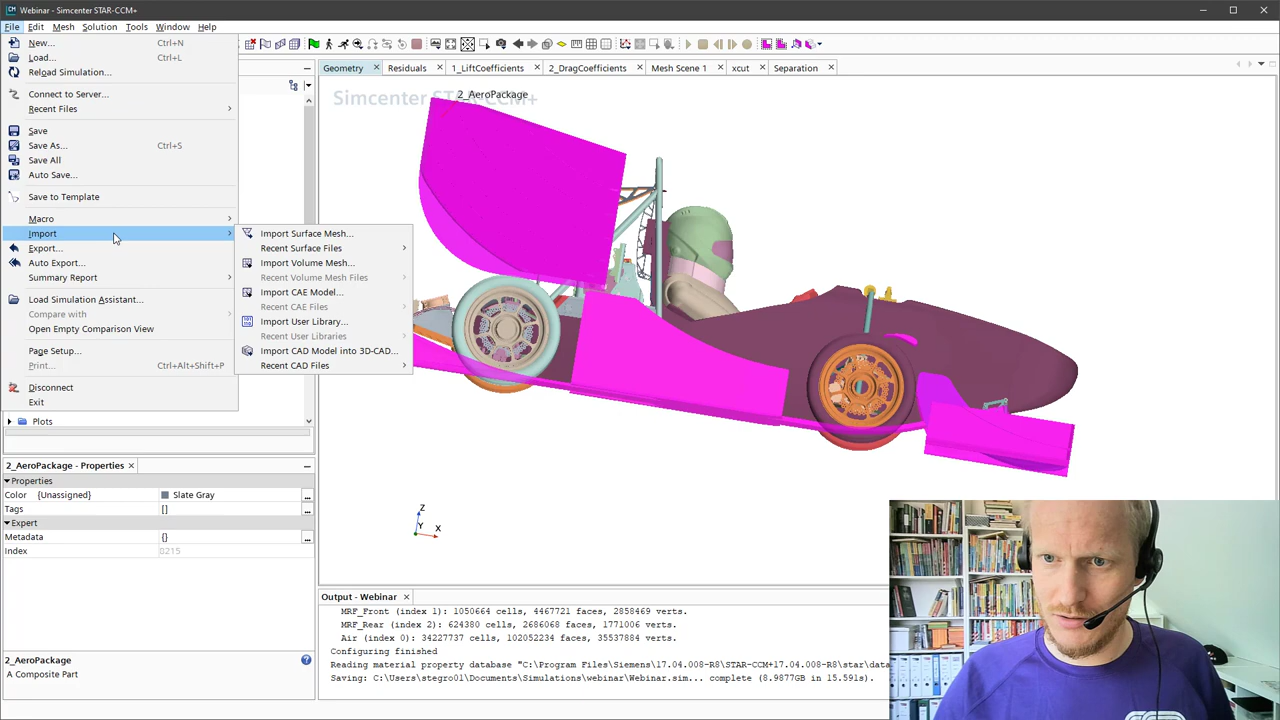 Webinar - Simcenter STAR-CCM+
File Edit Mesh Solution Tools Window Help
New... Ctrl+N
Load... Ctrl+L
Reload Simulation...
Connect to Server...
Recent Files
Save
Save As... Ctrl+S
Save All
Auto Save...
Save to Template
Macro
Import
Export...
Auto Export...
Summary Report
Load Simulation Assistant...
Compare with
Open Empty Comparison View
Page Setup...
Print... Ctrl+Alt+Shift+P
Disconnect
Exit
Plots
Import Surface Mesh...
Recent Surface Files
Import Volume Mesh...
Recent Volume Mesh Files
Import CAE Model...
Recent CAE Files
Import User Library...
Recent User Libraries
Import CAD Model into 3D-CAD...
Recent CAD Files
Geometry Residuals 1_LiftCoefficients 2_DragCoefficients Mesh Scene 1 xcut Separation
Simcenter STAR-CCM+
2_AeroPackage
Z
Y
X
2_AeroPackage - Properties
Properties
Color {Unassigned} Slate Gray
Tags []
Expert
Metadata {}
Index 0215
2_AeroPackage
A Composite Part
Output - Webinar
MRF_Front (index 1): 1050664 cells, 4467721 faces, 2858469 verts.
MRF_Rear (index 2): 624380 cells, 2686068 faces, 1771006 verts.
Air (index 0): 34227737 cells, 102052234 faces, 35537884 verts.
Configuring finished
Reading material property database "C:\Program Files\Siemens\17.04.008-R8\STAR-CCM+17.04.008-R8\star\data
Saving: C:\Users\stegro01\Documents\Simulations\webinar\Webinar.sim... complete (8.9877GB in 15.591s).